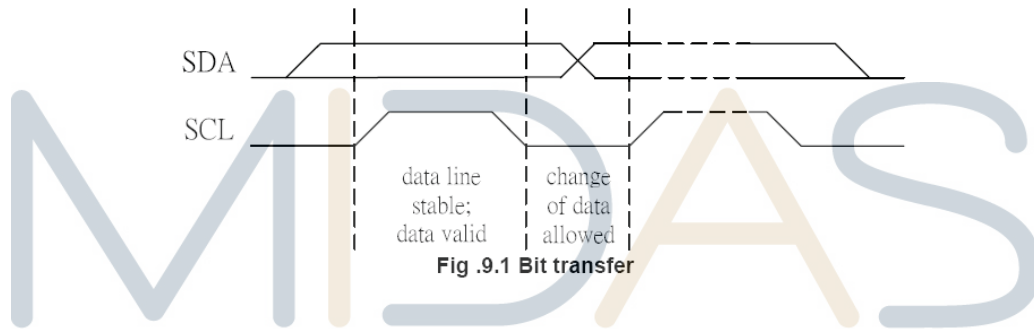 SDA
SCL
data line
stable;
data valid
change
of data
allowed
Fig .9.1 Bit transfer
MIDAS